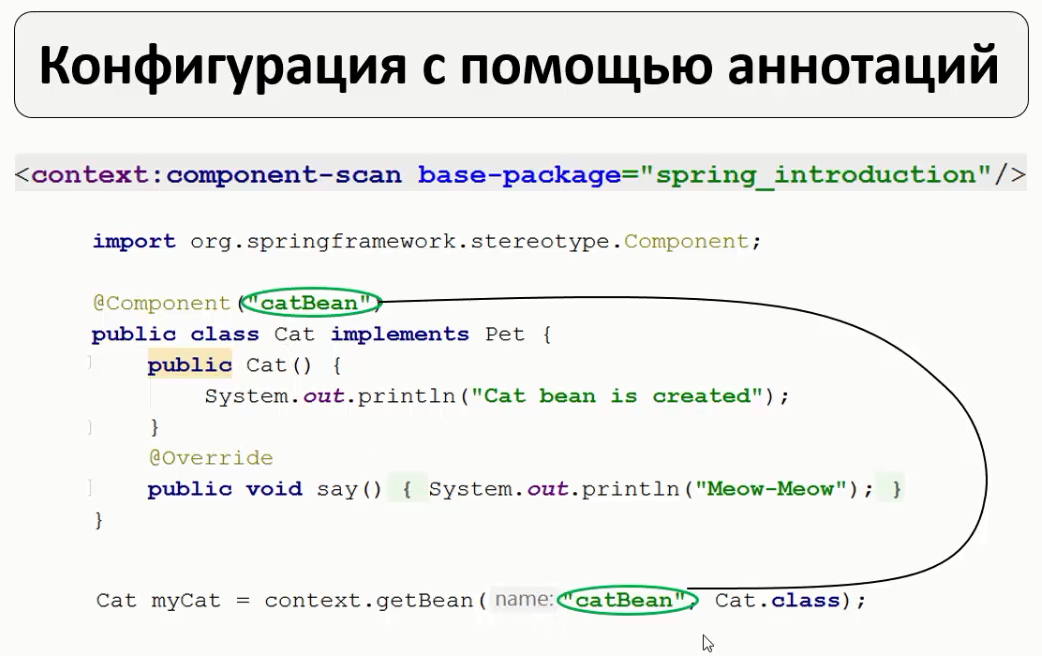 Конфигурация с помощью аннотаций
<context:component-scan base-package="spring_introduction"/>
import org.springframework.stereotype.Component;
@Component("catBean")
public class Cat implements Pet {
public Cat() {
System.out.println("Cat bean is created");
}
@Override
public void say() { System.out.println("Meow-Meow"); }
}
Cat myCat = context.getBean( name: "catBean", Cat.class);